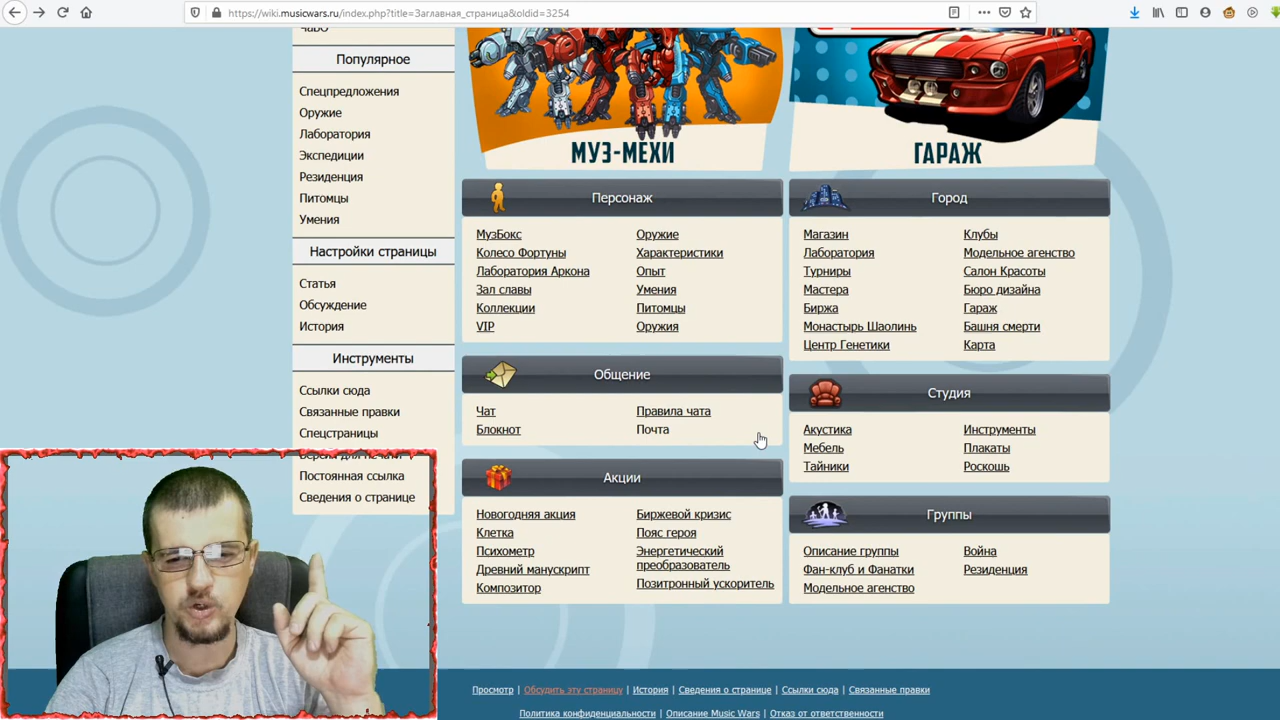 https://wiki.musicwars.ru/index.php?title=Заглавная_страница&oldid=3254
ЧаВО
Популярное
Спецпредложения
Оружие
Лаборатория
Экспедиции
Резиденция
Питомцы
Умения
Настройки страницы
Статья
Обсуждение
История
Инструменты
Ссылки сюда
Связанные правки
Спецстраницы
Версия для печати
Постоянная ссылка
Сведения о странице
МУЗ-МЕХИ
ГАРАЖ
Персонаж
МузБокс
Оружие
Колесо Фортуны
Характеристики
Лаборатория Аркона
Опыт
Зал славы
Умения
Коллекции
Питомцы
VIP
Оружия
Общение
Чат
Правила чата
Блокнот
Почта
Акции
Новогодняя акция
Биржевой кризис
Клетка
Пояс героя
Психометр
Энергетический
преобразователь
Древний манускрипт
Композитор
Позитронный ускоритель
Город
Магазин
Клубы
Лаборатория
Модельное агенство
Турниры
Салон Красоты
Мастера
Бюро дизайна
Биржа
Гараж
Монастырь Шаолинь
Башня смерти
Центр Генетики
Карта
Студия
Акустика
Инструменты
Мебель
Плакаты
Тайники
Роскошь
Группы
Описание группы
Война
Фан-клуб и Фанатки
Резиденция
Модельное агенство
Просмотр | Обсудить эту страницу | История | Сведения о странице | Ссылки сюда | Связанные правки
Политика конфиденциальности | Описание Music Wars | Отказ от ответственности